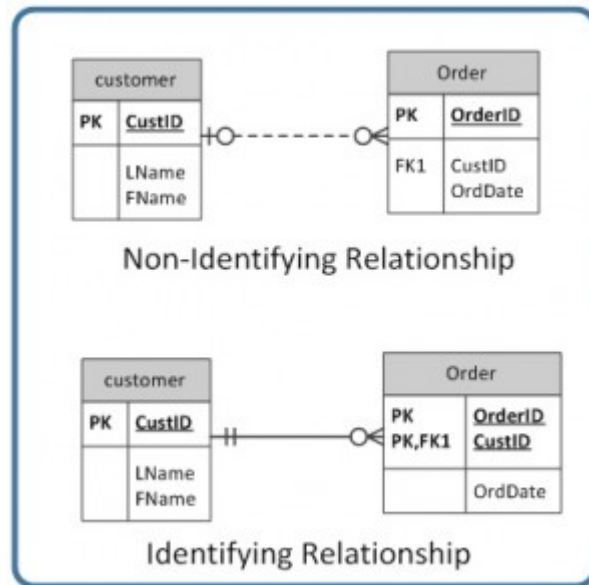 customer
PK CustID
LName
FName
Order
PK OrderID
FK1 CustID
OrdDate
Non-Identifying Relationship
customer
PK CustID
LName
FName
Order
PK OrderID
PK,FK1 CustID
OrdDate
Identifying Relationship